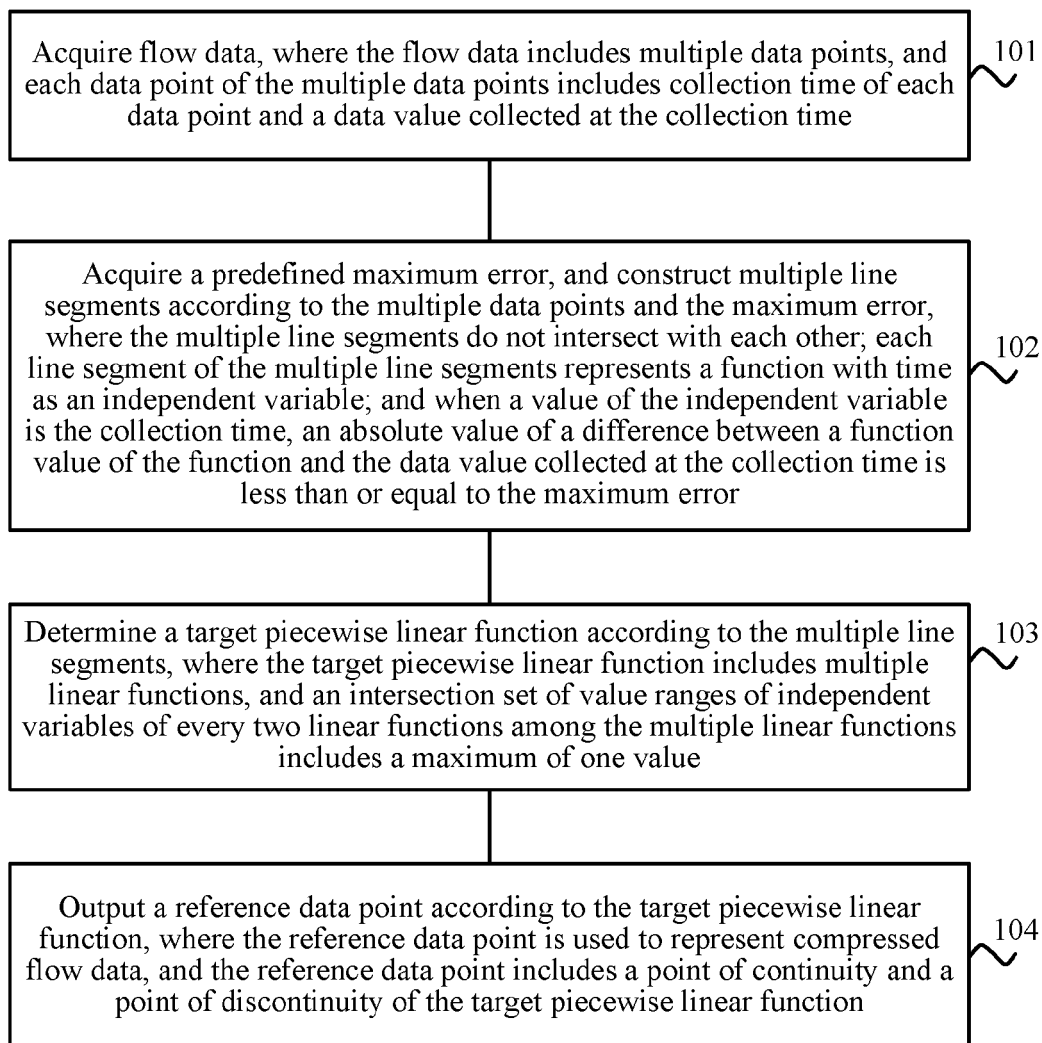 Acquire flow data, where the flow data includes multiple data points, and
each data point of the multiple data points includes collection time of each
data point and a data value collected at the collection time
101
Acquire a predefined maximum error, and construct multiple line
segments according to the multiple data points and the maximum error,
where the multiple line segments do not intersect with each other; each
line segment of the multiple line segments represents a function with time
as an independent variable; and when a value of the independent variable
is the collection time, an absolute value of a difference between a function
value of the function and the data value collected at the collection time is
less than or equal to the maximum error
102
Determine a target piecewise linear function according to the multiple line
segments, where the target piecewise linear function includes multiple
linear functions, and an intersection set of value ranges of independent
variables of every two linear functions among the multiple linear functions
includes a maximum of one value
103
Output a reference data point according to the target piecewise linear
function, where the reference data point is used to represent compressed
flow data, and the reference data point includes a point of continuity and a
point of discontinuity of the target piecewise linear function
104